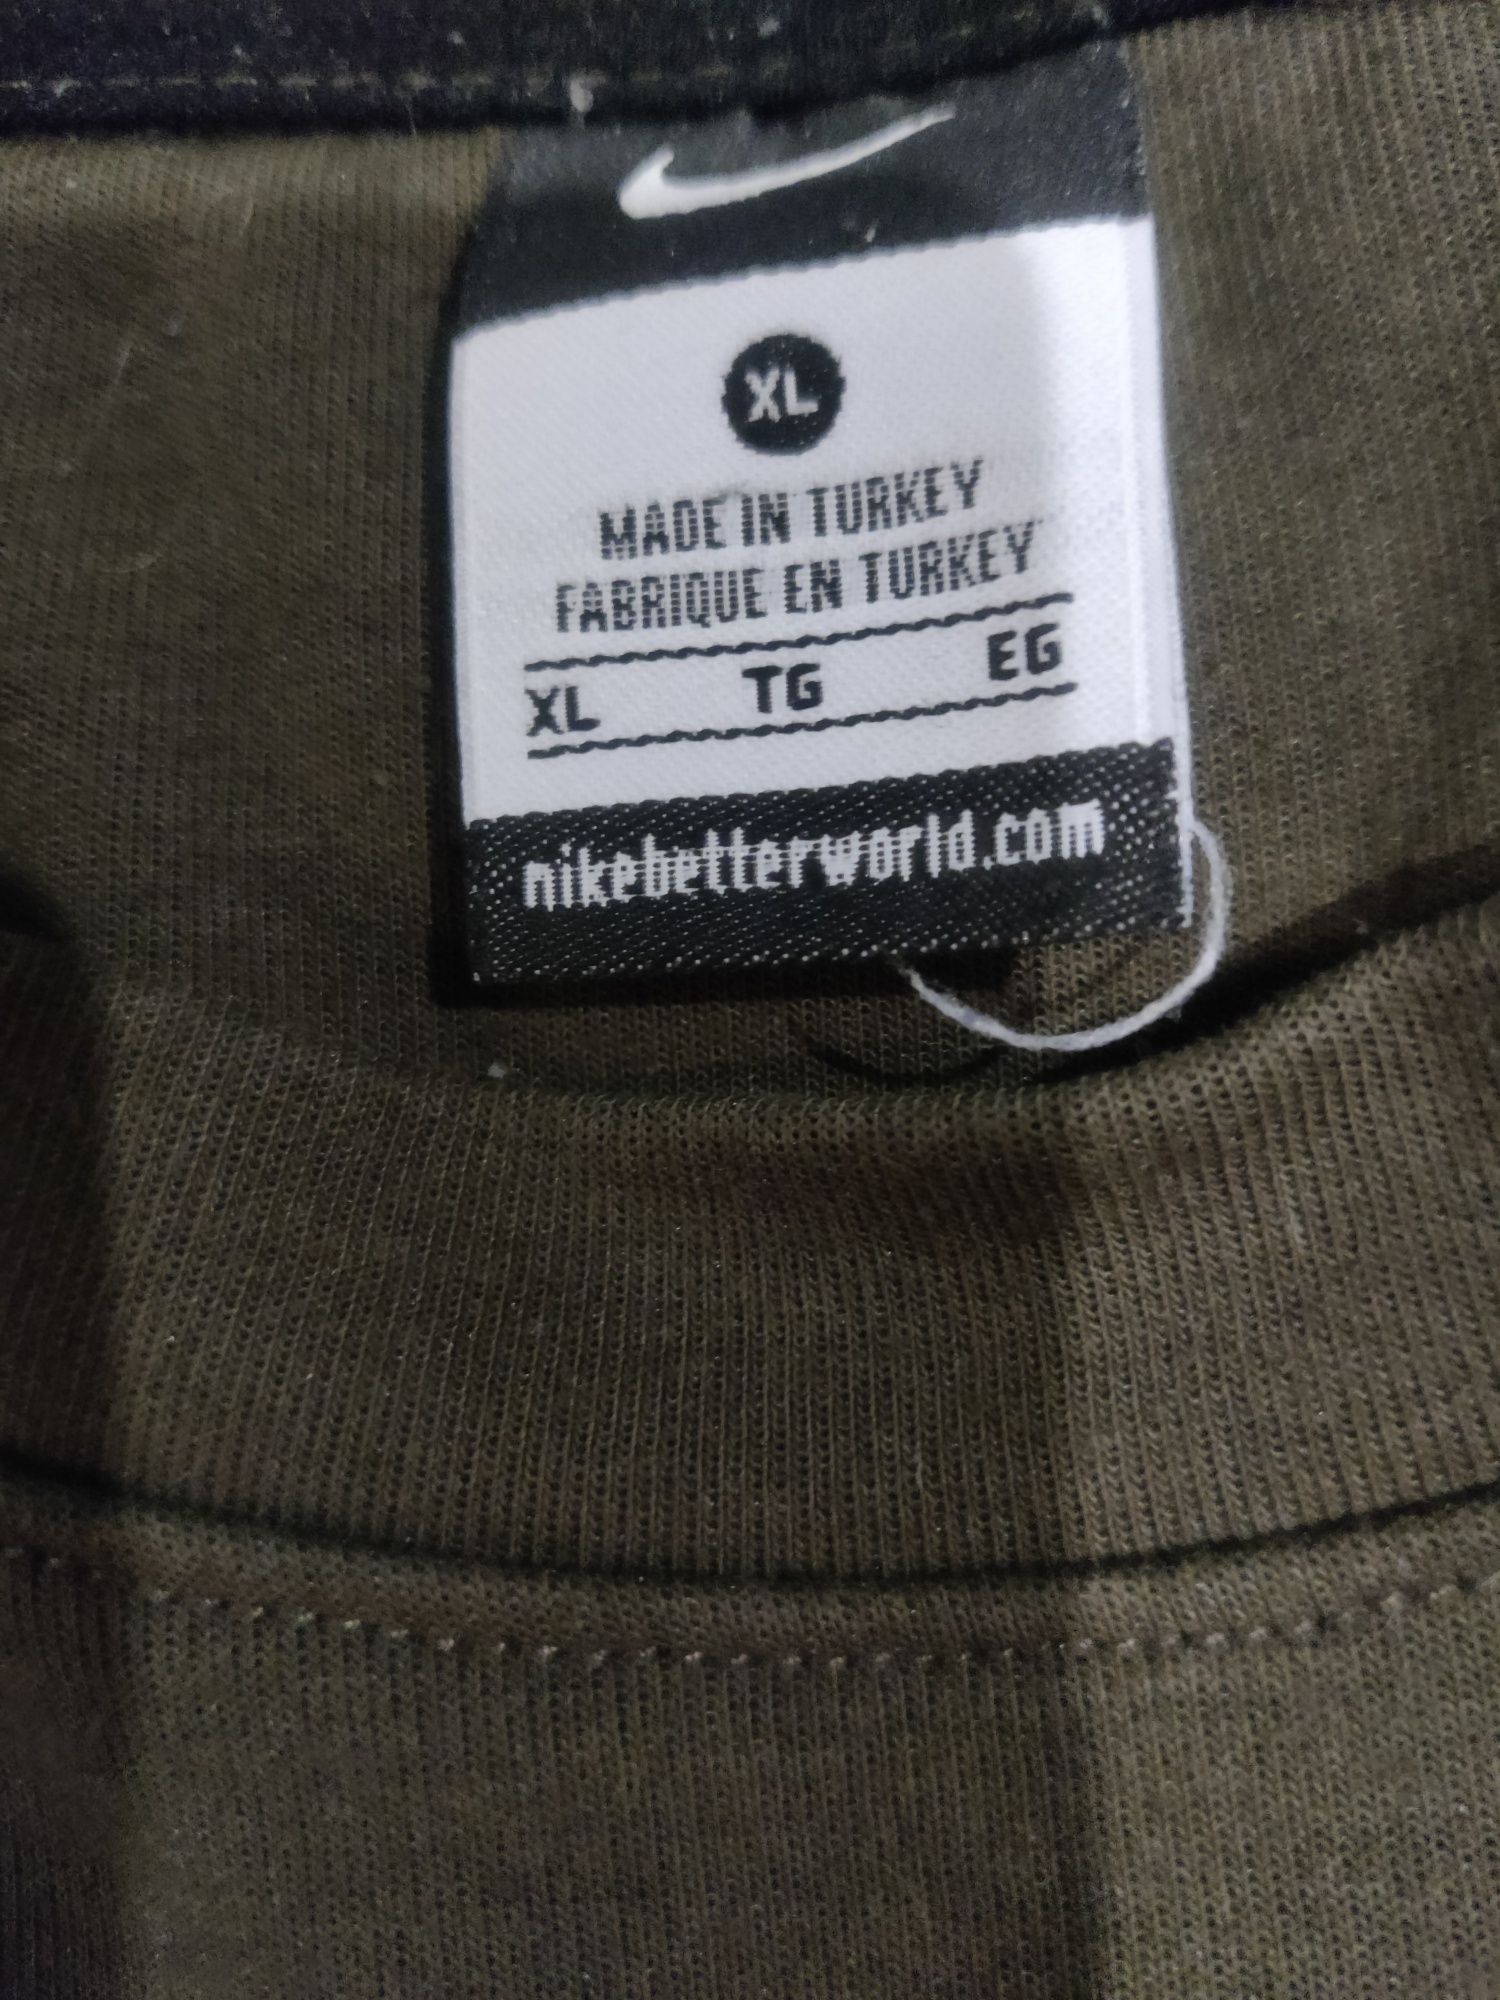 XL
MADE IN TURKEY
FABRIQUE EN TURKEY
XL TG EG
nikebetterworld.com